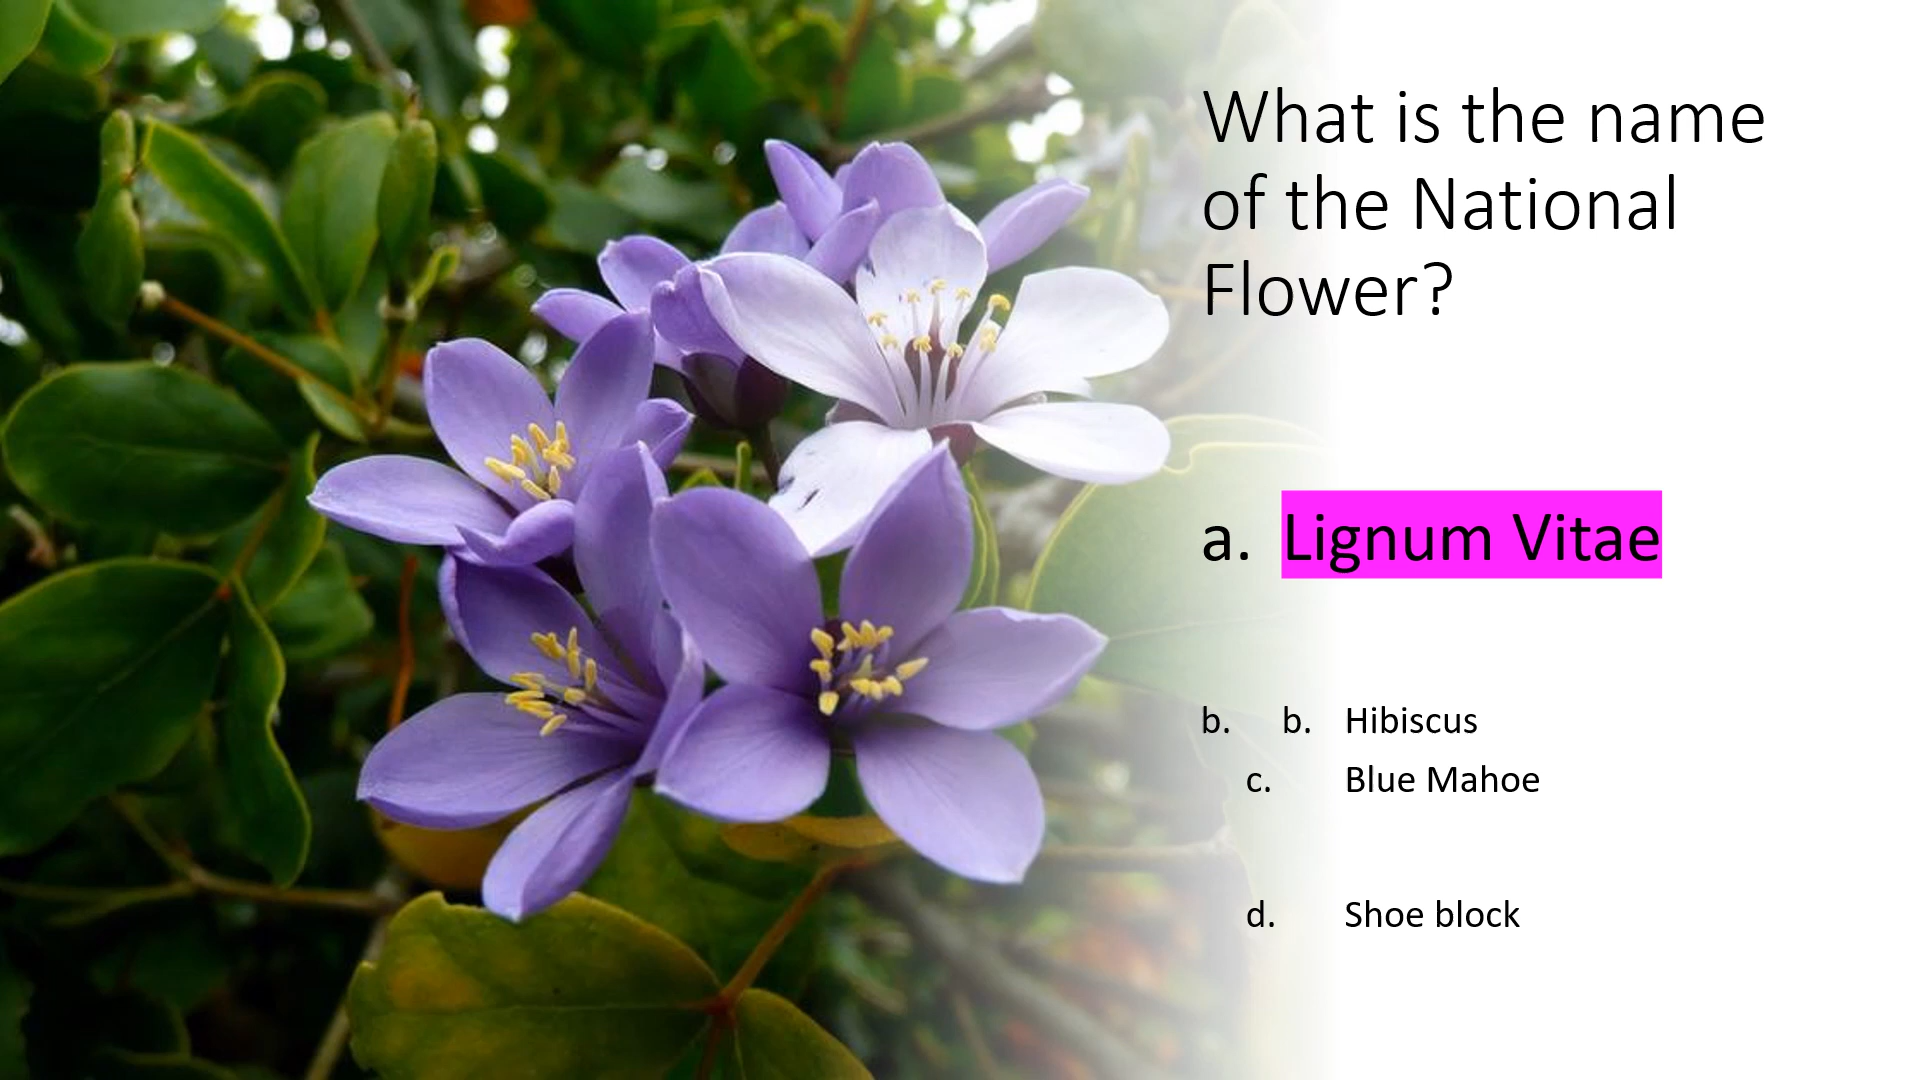 What is the name
of the National
Flower?
a. Lignum Vitae
b. b. Hibiscus
c. Blue Mahoe
d. Shoe block